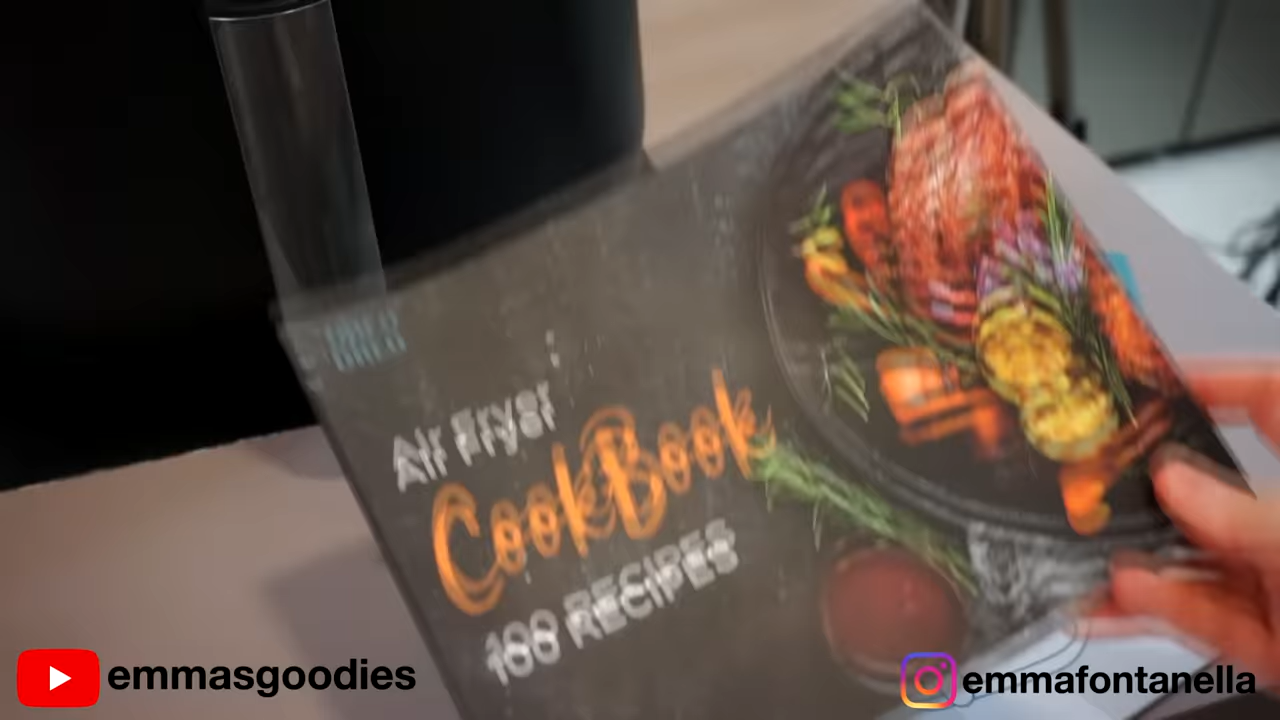 Air Fryer
CookBook
100 RECIPES
emmasgoodies
emmafontanella